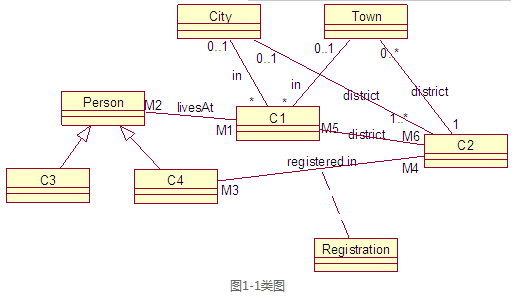 City
Town
0..1
0..1
0..1
0..*
in
in
district
district
Person
M2
livesAt
*
*
1..*
1
M1
C1
M5
district
M6
C2
C3
C4
M3
registered in
M4
Registration
图1-1类图